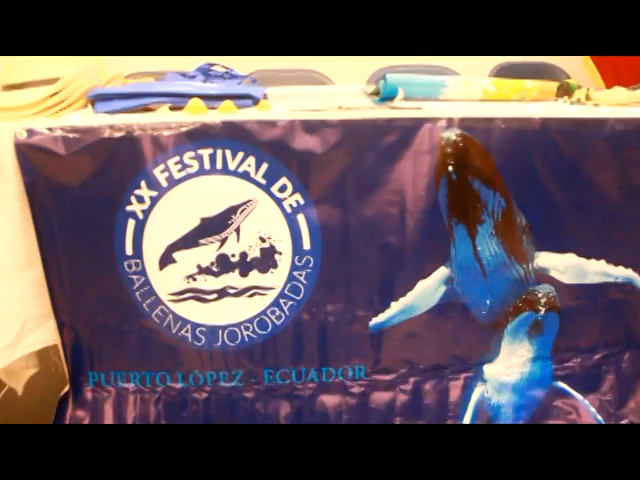 XX FESTIVAL DE
BALLENAS JOROBADAS
PUERTO LÓPEZ - ECUADOR